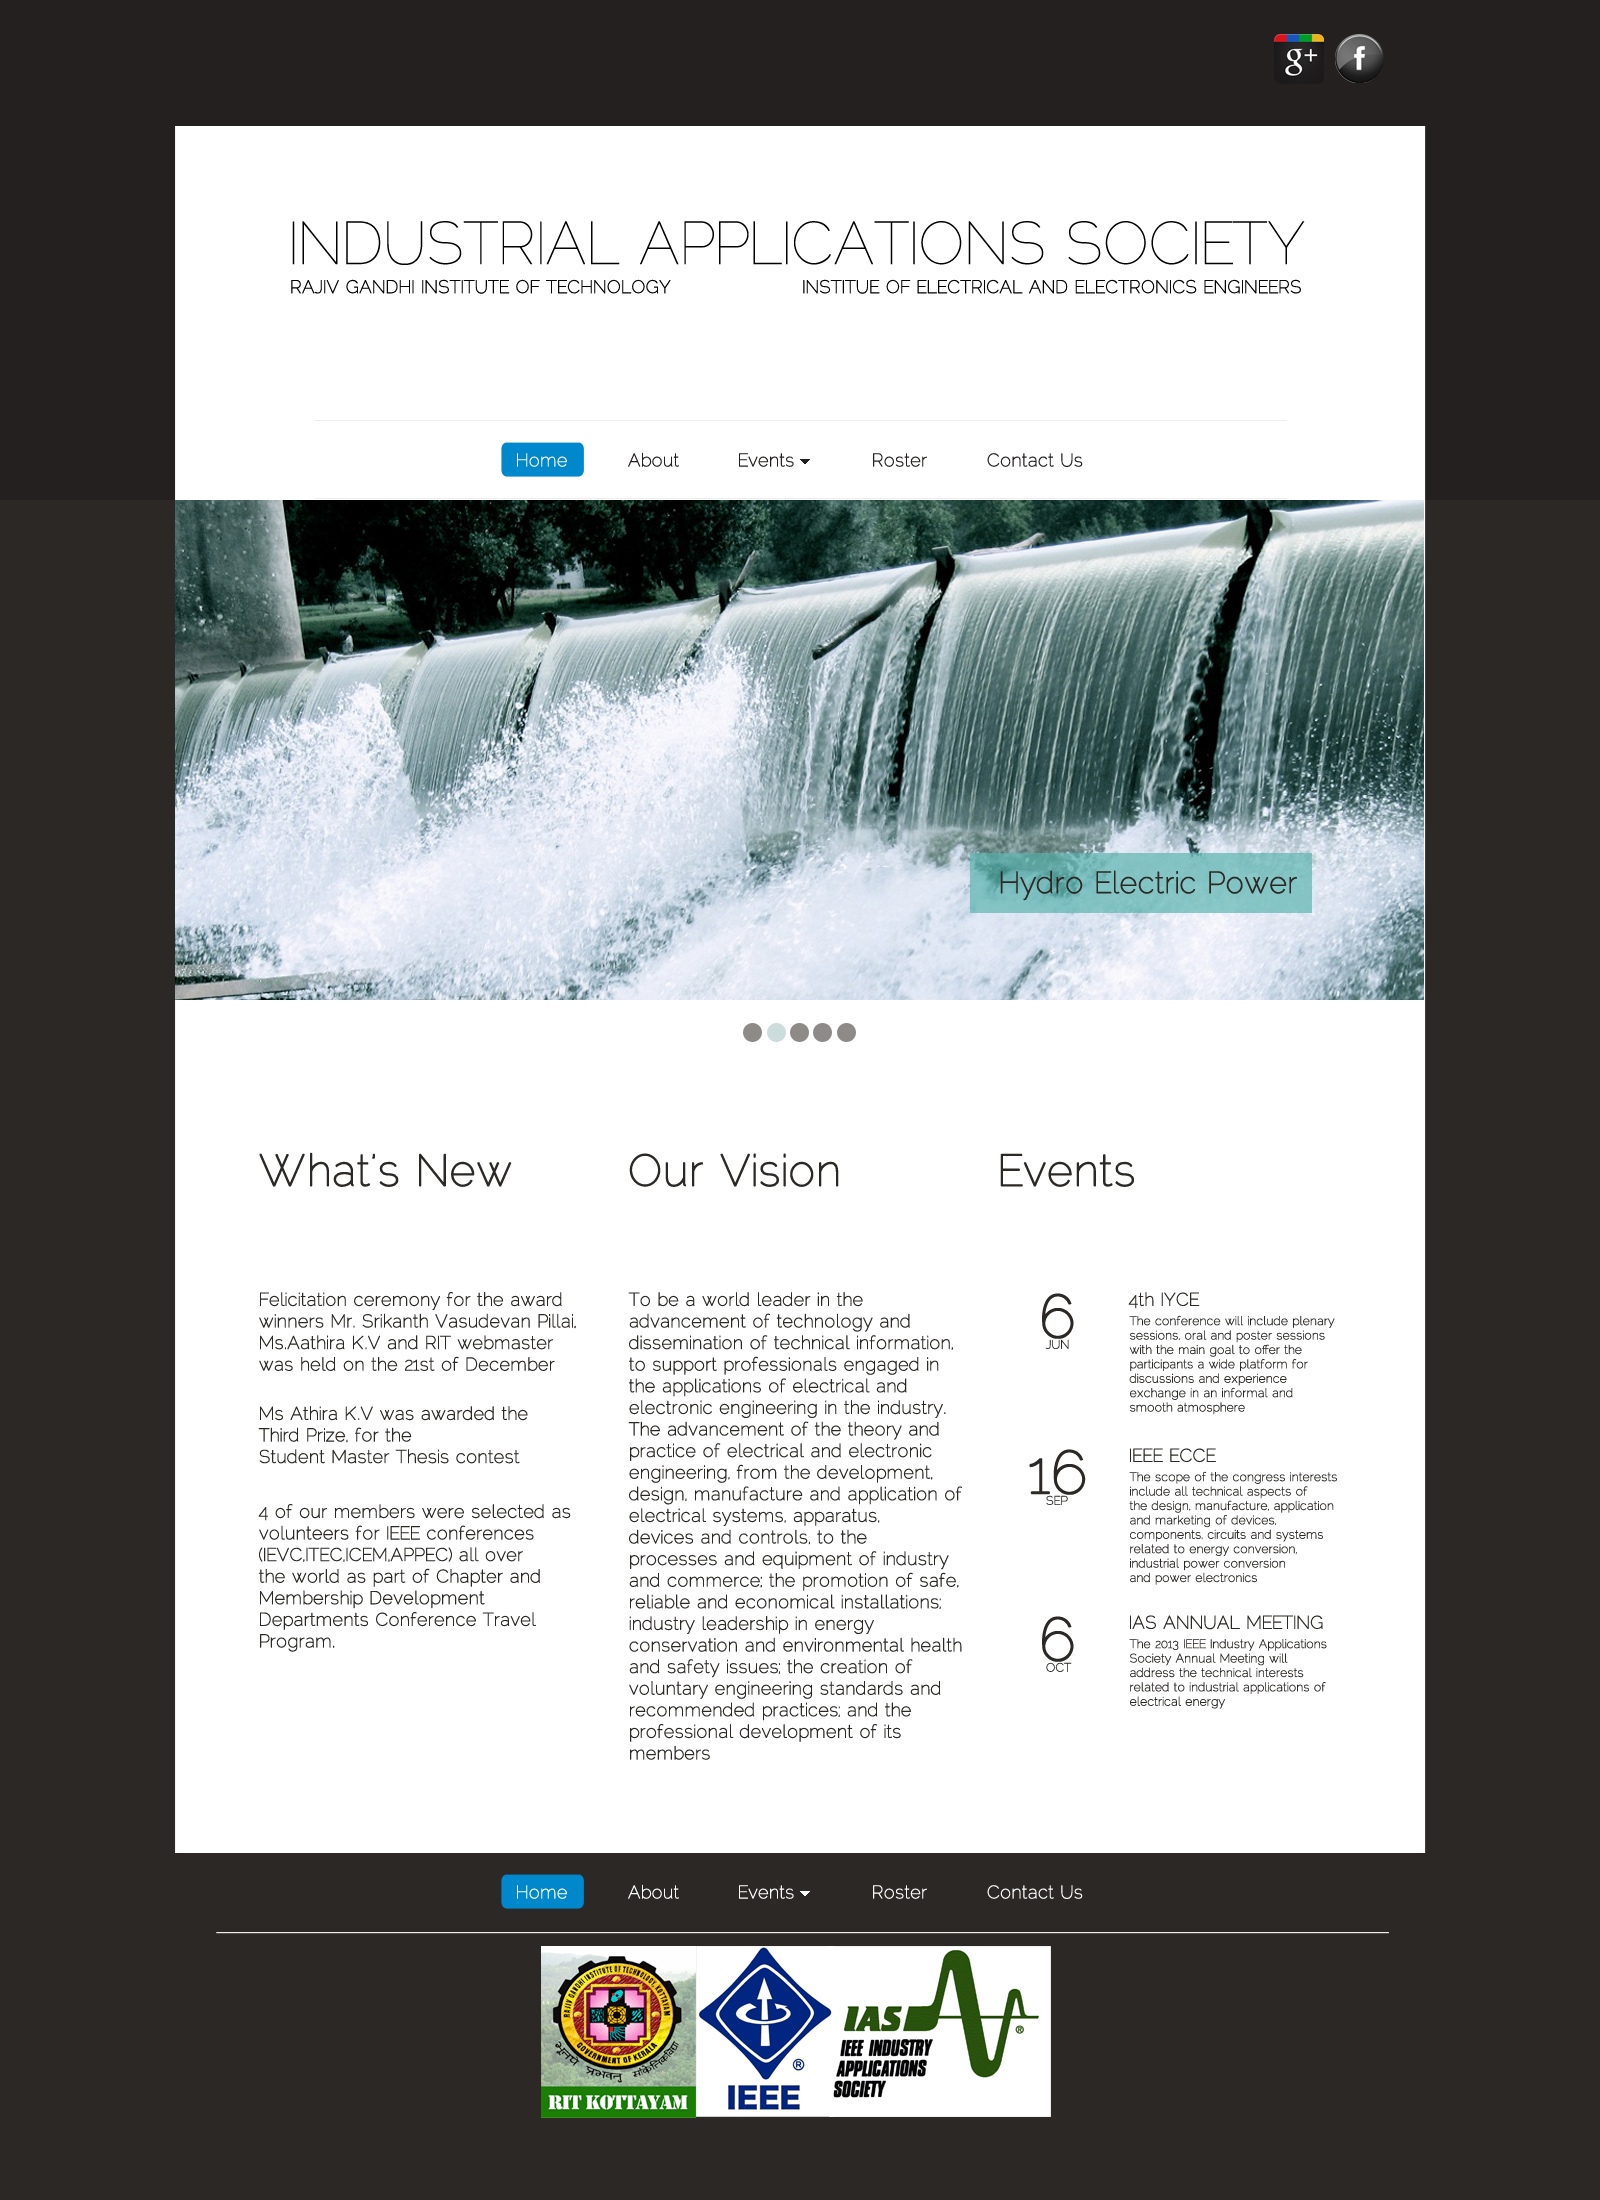 g+ f
INDUSTRIAL APPLICATIONS SOCIETY
RAJIV GANDHI INSTITUTE OF TECHNOLOGY
INSTITUE OF ELECTRICAL AND ELECTRONICS ENGINEERS
Home About Events Roster Contact Us
Hydro Electric Power
What's New
Felicitation ceremony for the award
winners Mr. Srikanth Vasudevan Pillai,
Ms.Aathira K.V and RIT webmaster
was held on the 21st of December
Ms Athira K.V was awarded the
Third Prize, for the
Student Master Thesis contest
4 of our members were selected as
volunteers for IEEE conferences
(IEVC,ITEC,ICEM,APPEC) all over
the world as part of Chapter and
Membership Development
Departments Conference Travel
Program.
Our Vision
To be a world leader in the
advancement of technology and
dissemination of technical information,
to support professionals engaged in
the applications of electrical and
electronic engineering in the industry.
The advancement of the theory and
practice of electrical and electronic
engineering, from the development,
design, manufacture and application of
electrical systems, apparatus,
devices and controls, to the
processes and equipment of industry
and commerce; the promotion of safe,
reliable and economical installations;
industry leadership in energy
conservation and environmental health
and safety issues; the creation of
voluntary engineering standards and
recommended practices; and the
professional development of its
members
Events
6
JUN
4th IYCE
The conference will include plenary
sessions, oral and poster sessions
with the main goal to offer the
participants a wide platform for
discussions and experience
exchange in an informal and
smooth atmosphere
16
SEP
IEEE ECCE
The scope of the congress interests
include all technical aspects of
the design, manufacture, application
and marketing of devices,
components, circuits and systems
related to energy conversion,
industrial power conversion
and power electronics
6
OCT
IAS ANNUAL MEETING
The 2013 IEEE Industry Applications
Society Annual Meeting will
address the technical interests
related to industrial applications of
electrical energy
Home About Events Roster Contact Us
RAJIV GANDHI INSTITUTE OF TECHNOLOGY, KOTTAYAM
GOVERNMENT OF KERALA
RIT KOTTAYAM
®
IEEE
IAS
®
IEEE INDUSTRY
APPLICATIONS
SOCIETY